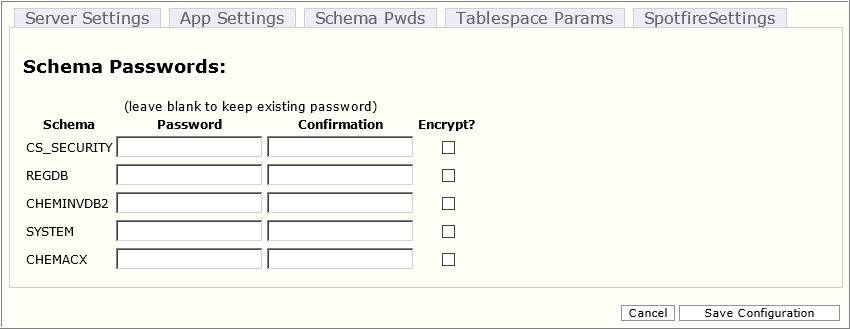 Server Settings App Settings Schema Pwds Tablespace Params SpotfireSettings
Schema Passwords:
(leave blank to keep existing password)
Schema Password Confirmation Encrypt?
CS_SECURITY
REGDB
CHEMINVDB2
SYSTEM
CHEMACX
Cancel Save Configuration